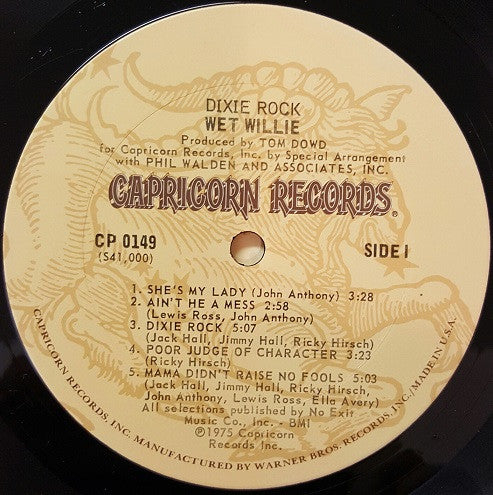 DIXIE ROCK
WET WILLIE
Produced by TOM DOWD
for Capricorn Records, Inc. by Special Arrangement
with PHIL WALDEN AND ASSOCIATES, INC.
CAPRICORN RECORDS®
CP 0149
(S41,000)
SIDE I
1. SHE'S MY LADY (John Anthony) 3:28
2. AIN'T HE A MESS 2:58
(Lewis Ross, John Anthony)
3. DIXIE ROCK 5:07
(Jack Hall, Jimmy Hall, Ricky Hirsch)
4. POOR JUDGE OF CHARACTER 3:23
(Ricky Hirsch)
5. MAMA DIDN'T RAISE NO FOOLS 5:03
(Jack Hall, Jimmy Hall, Ricky Hirsch,
John Anthony, Lewis Ross, Ella Avery)
All selections published by No Exit
Music Co., Inc. - BMI
℗1975 Capricorn
Records Inc.
CAPRICORN RECORDS, INC. MANUFACTURED BY WARNER BROS. RECORDS, INC./MADE IN U.S.A.